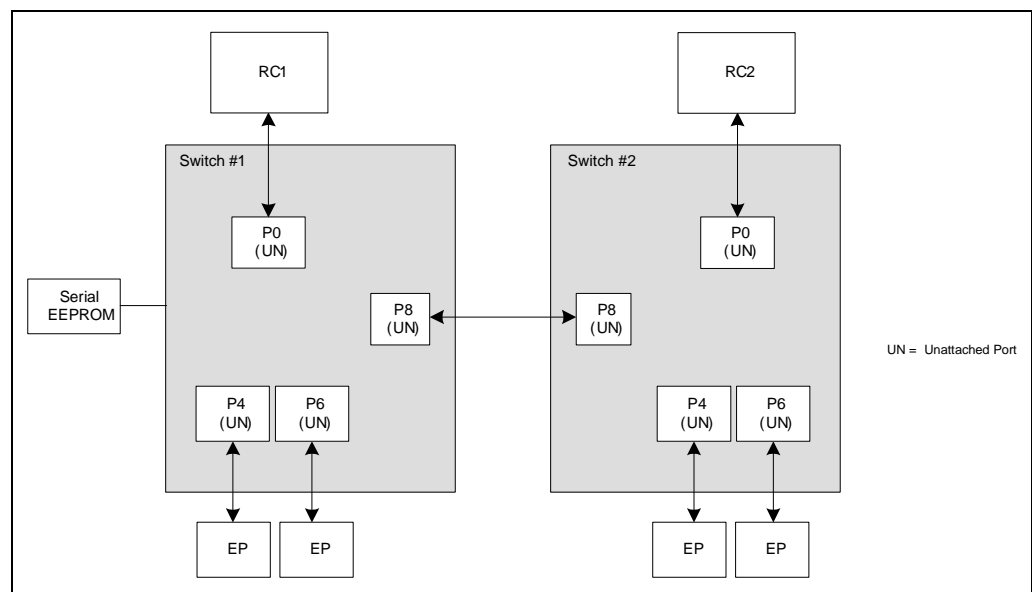 RC1
RC2
Switch #1
Switch #2
P0
(UN)
P0
(UN)
Serial
EEPROM
P8
(UN)
P8
(UN)
UN = Unattached Port
P4
(UN)
P6
(UN)
P4
(UN)
P6
(UN)
EP
EP
EP
EP